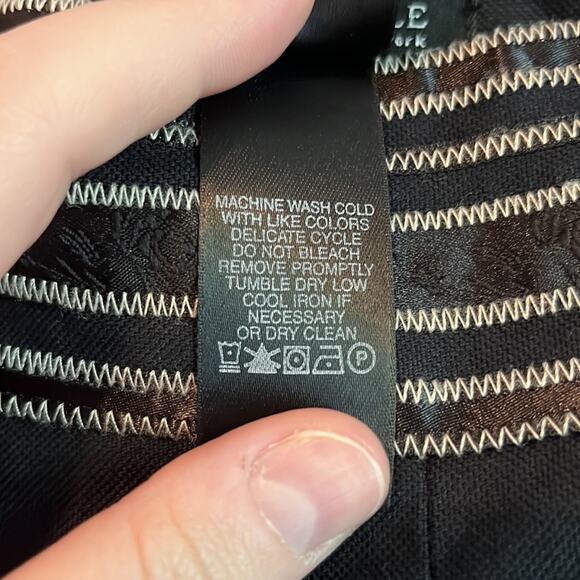 MACHINE WASH COLD
WITH LIKE COLORS
DELICATE CYCLE
DO NOT BLEACH
REMOVE PROMPTLY
TUMBLE DRY LOW
COOL IRON IF
NECESSARY
OR DRY CLEAN
P